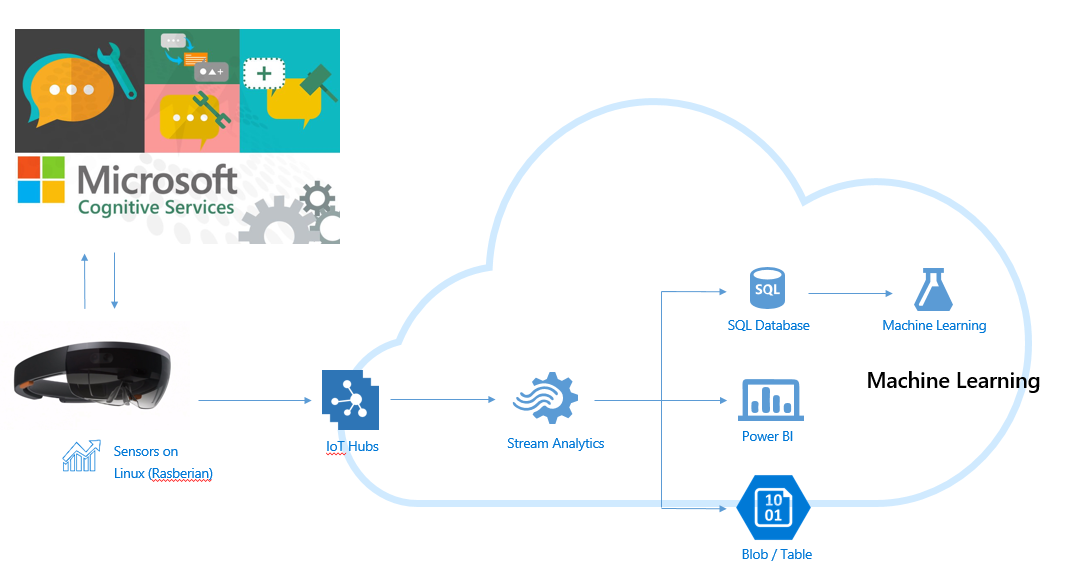 Microsoft
Cognitive Services
SQL
SQL Database
Machine Learning
Machine Learning
IoT Hubs
Stream Analytics
Power BI
Sensors on
Linux (Rasberian)
10
01
Blob / Table